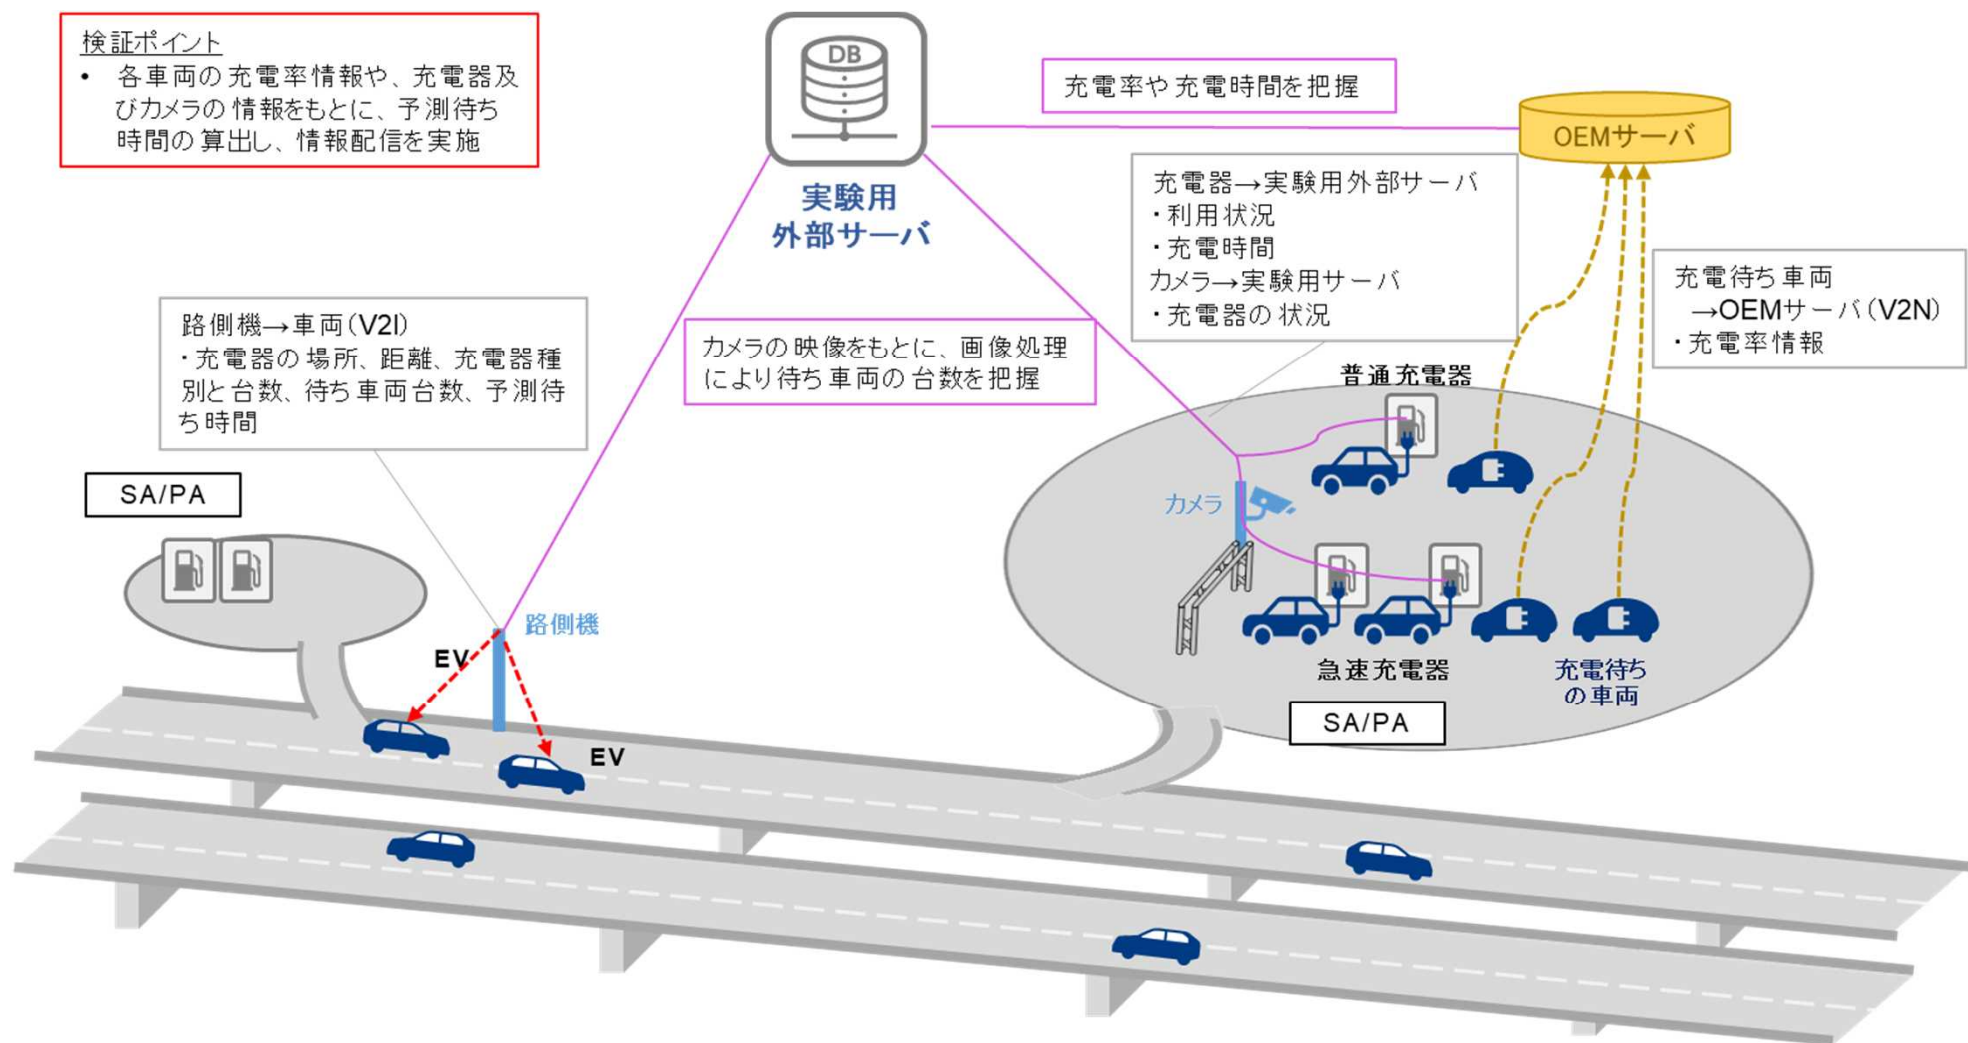 検証ポイント
• 各車両の充電率情報や、充電器及
びカメラの情報をもとに、予測待ち
時間の算出し、情報配信を実施
DB
実験用
外部サーバ
充電率や充電時間を把握
OEMサーバ
充電器→実験用外部サーバ
・利用状況
・充電時間
カメラ→実験用サーバ
・充電器の状況
充電待ち車両
→OEMサーバ(V2N)
・充電率情報
路側機→車両(V2I)
・充電器の場所、距離、充電器種
別と台数、待ち車両台数、予測待
ち時間
カメラの映像をもとに、画像処理
により待ち車両の台数を把握
普通充電器
SA/PA
カメラ
路側機
EV
EV
急速充電器
充電待ち
の車両
SA/PA